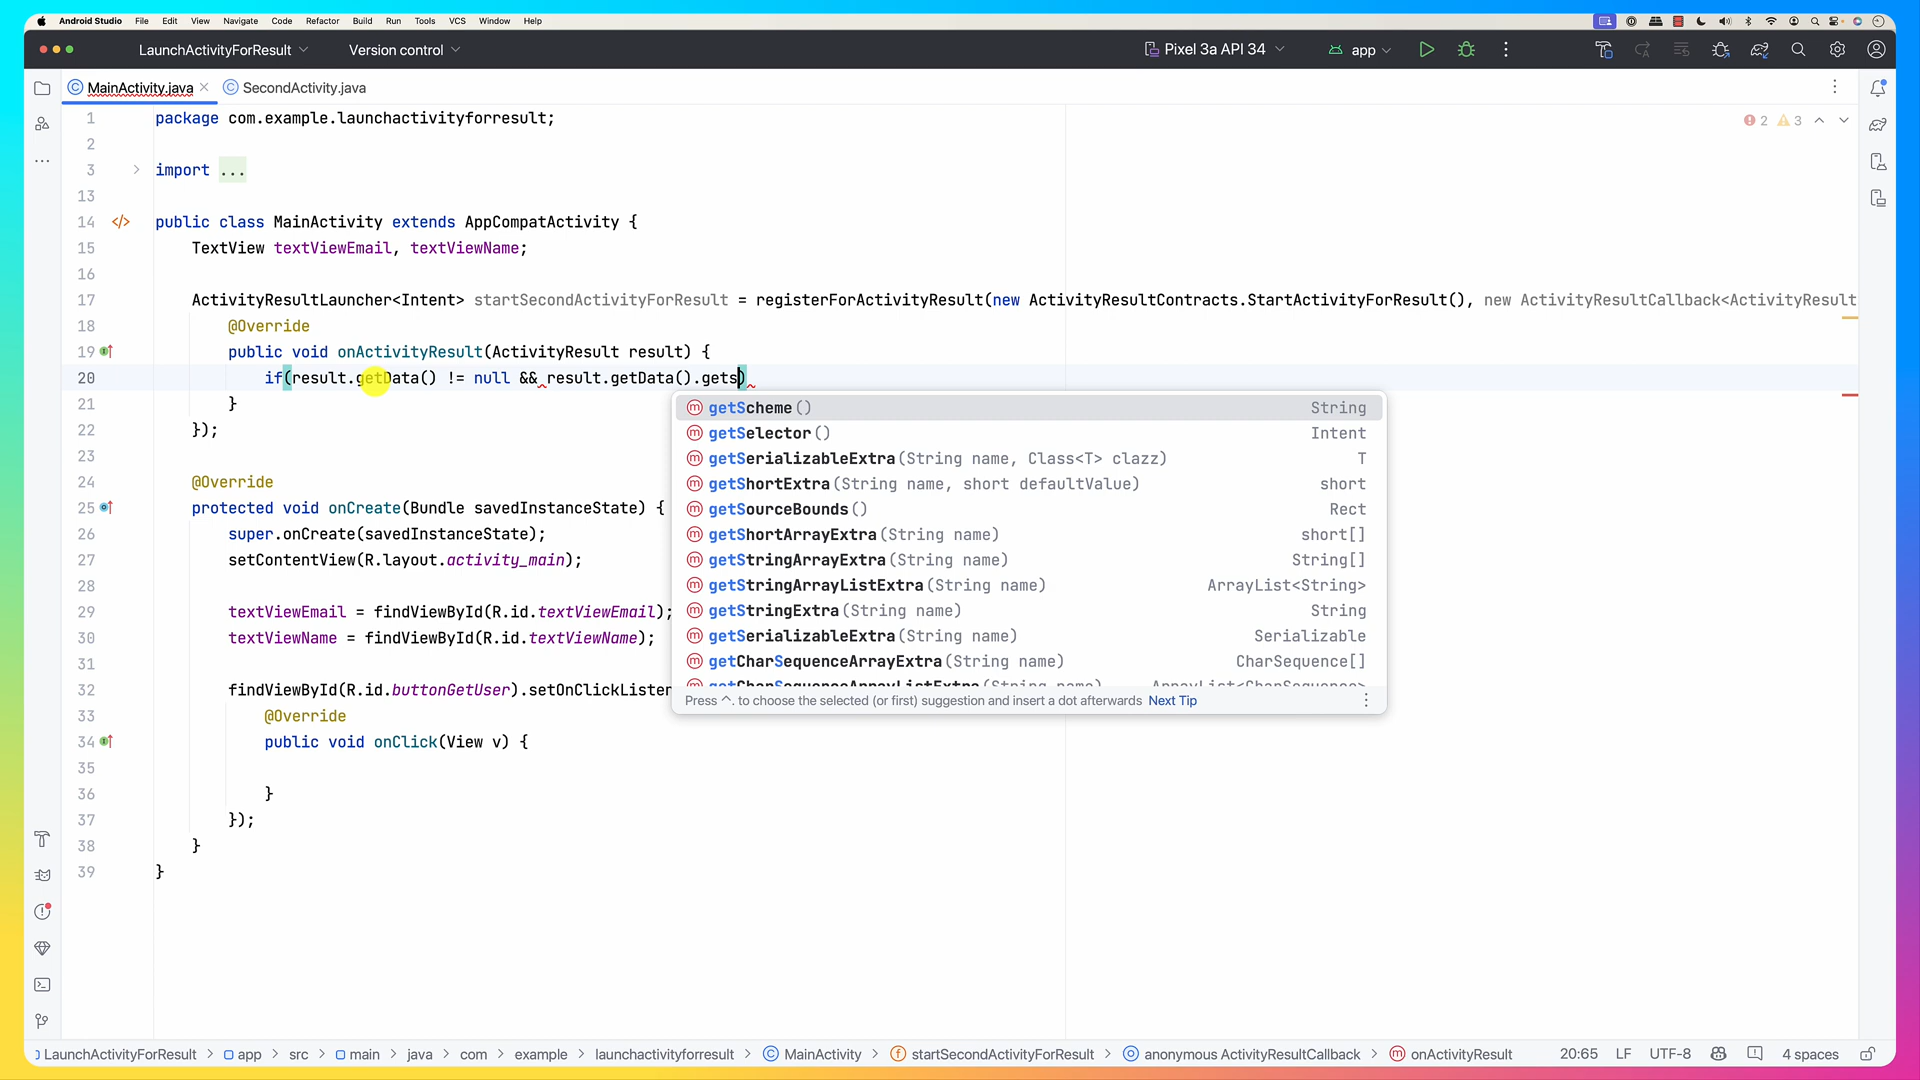 Android Studio File Edit View Navigate Code Refactor Build Run Tools VCS Window Help
LaunchActivityForResult Version control Pixel 3a API 34 app
MainActivity.java SecondActivity.java
1 package com.example.launchactivityforresult; 2 3
2
3 import ...
13
14 public class MainActivity extends AppCompatActivity {
15 TextView textViewEmail, textViewName;
16
17 ActivityResultLauncher<Intent> startSecondActivityForResult = registerForActivityResult(new ActivityResultContracts.StartActivityForResult(), new ActivityResultCallback<ActivityResult
18 @Override
19 public void onActivityResult(ActivityResult result) {
20 if(result.getData() != null && result.getData().gets)
21 }
22 });
23
24 @Override
25 protected void onCreate(Bundle savedInstanceState) {
26 super.onCreate(savedInstanceState);
27 setContentView(R.layout.activity_main);
28
29 textViewEmail = findViewById(R.id.textViewEmail);
30 textViewName = findViewById(R.id.textViewName);
31
32 findViewById(R.id.buttonGetUser).setOnClickListener
33 @Override
34 public void onClick(View v) {
35
36 }
37 });
38 }
39 }
getScheme() String
getSelector() Intent
getSerializableExtra(String name, Class<T> clazz) T
getShortExtra(String name, short defaultValue) short
getSourceBounds() Rect
getShortArrayExtra(String name) short[]
getStringArrayExtra(String name) String[]
getStringArrayListExtra(String name) ArrayList<String>
getStringExtra(String name) String
getSerializableExtra(String name) Serializable
getCharSequenceArrayExtra(String name) CharSequence[]
getCharSequenceArrayListExtra(String name) ArrayList<CharSequence>
Press ^. to choose the selected (or first) suggestion and insert a dot afterwards Next Tip
LaunchActivityForResult > app > src > main > java > com > example > launchactivityforresult > MainActivity > startSecondActivityForResult > anonymous ActivityResultCallback > onActivityResult 20:65 LF UTF-8 4 spaces